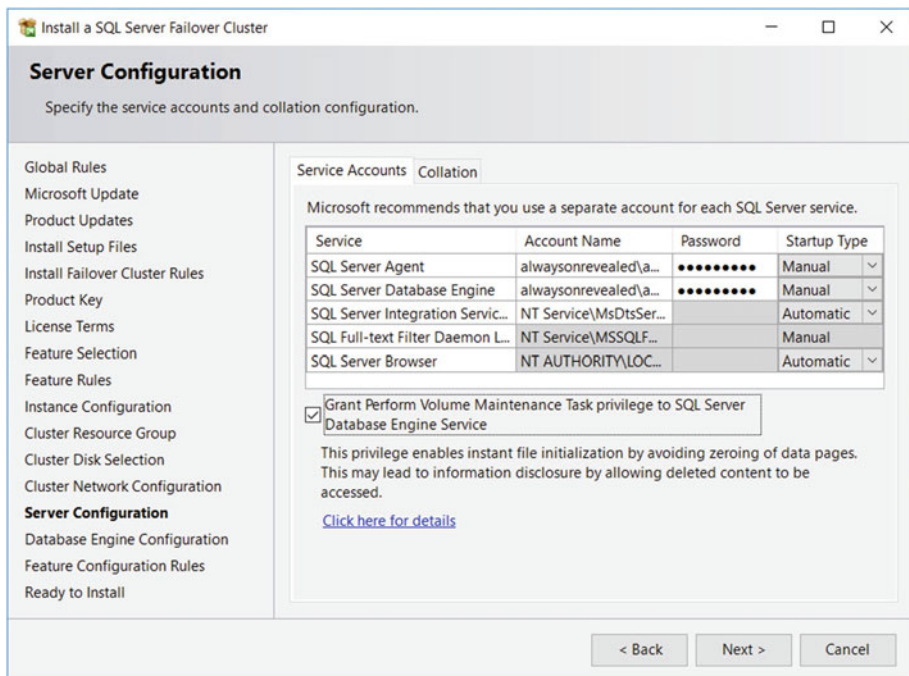 Install a SQL Server Failover Cluster
Server Configuration
Specify the service accounts and collation configuration.
Global Rules
Microsoft Update
Product Updates
Install Setup Files
Install Failover Cluster Rules
Product Key
License Terms
Feature Selection
Feature Rules
Instance Configuration
Cluster Resource Group
Cluster Disk Selection
Cluster Network Configuration
Server Configuration
Database Engine Configuration
Feature Configuration Rules
Ready to Install
Service Accounts Collation
Microsoft recommends that you use a separate account for each SQL Server service.
Service Account Name Password Startup Type
SQL Server Agent alwaysonrevealed\a... ●●●●●●●●● Manual
SQL Server Database Engine alwaysonrevealed\a... ●●●●●●●●● Manual
SQL Server Integration Servic... NT Service\MsDtsSer... Automatic
SQL Full-text Filter Daemon L... NT Service\MSSQLF... Manual
SQL Server Browser NT AUTHORITY\LOC... Automatic
Grant Perform Volume Maintenance Task privilege to SQL Server
Database Engine Service
This privilege enables instant file initialization by avoiding zeroing of data pages.
This may lead to information disclosure by allowing deleted content to be
accessed.
Click here for details
< Back Next > Cancel